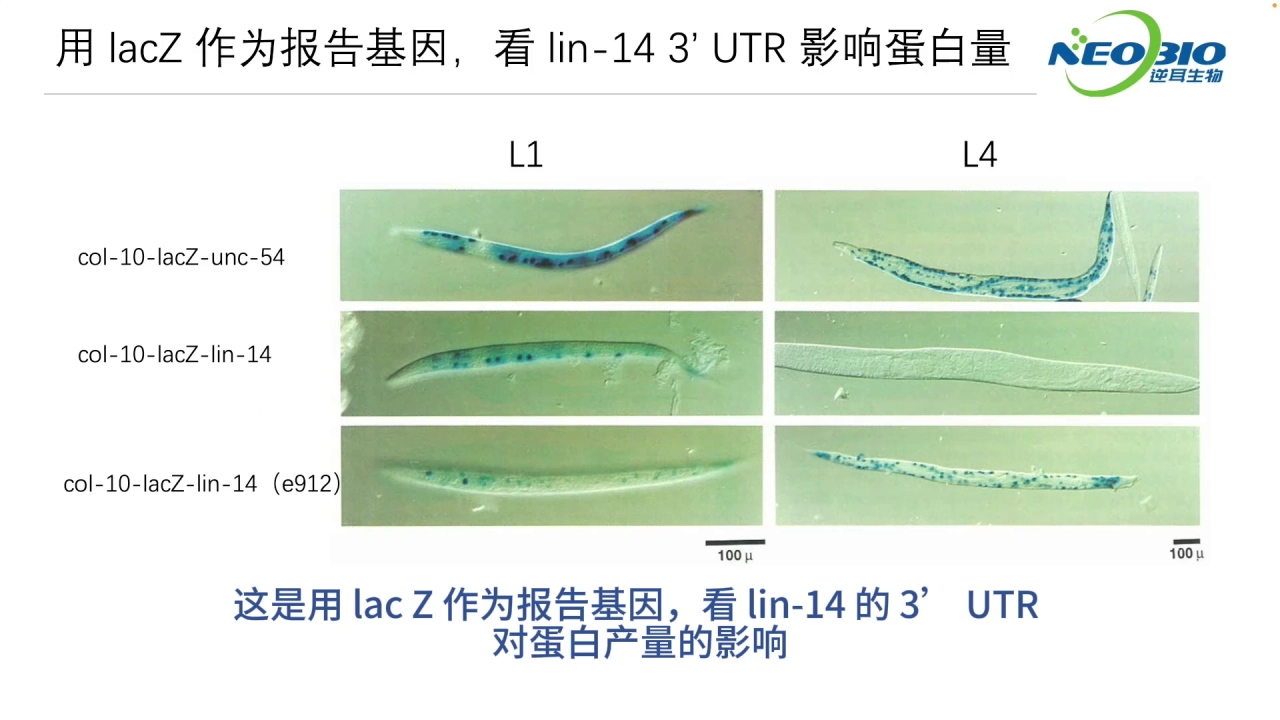 用 lacZ 作为报告基因，看 lin-14 3’ UTR 影响蛋白量
NEOBIO
逆耳生物
L1
L4
col-10-lacZ-unc-54
col-10-lacZ-lin-14
col-10-lacZ-lin-14（e912）
100 μ
100 μ
这是用 lac Z 作为报告基因，看 lin-14 的 3’ UTR
对蛋白产量的影响